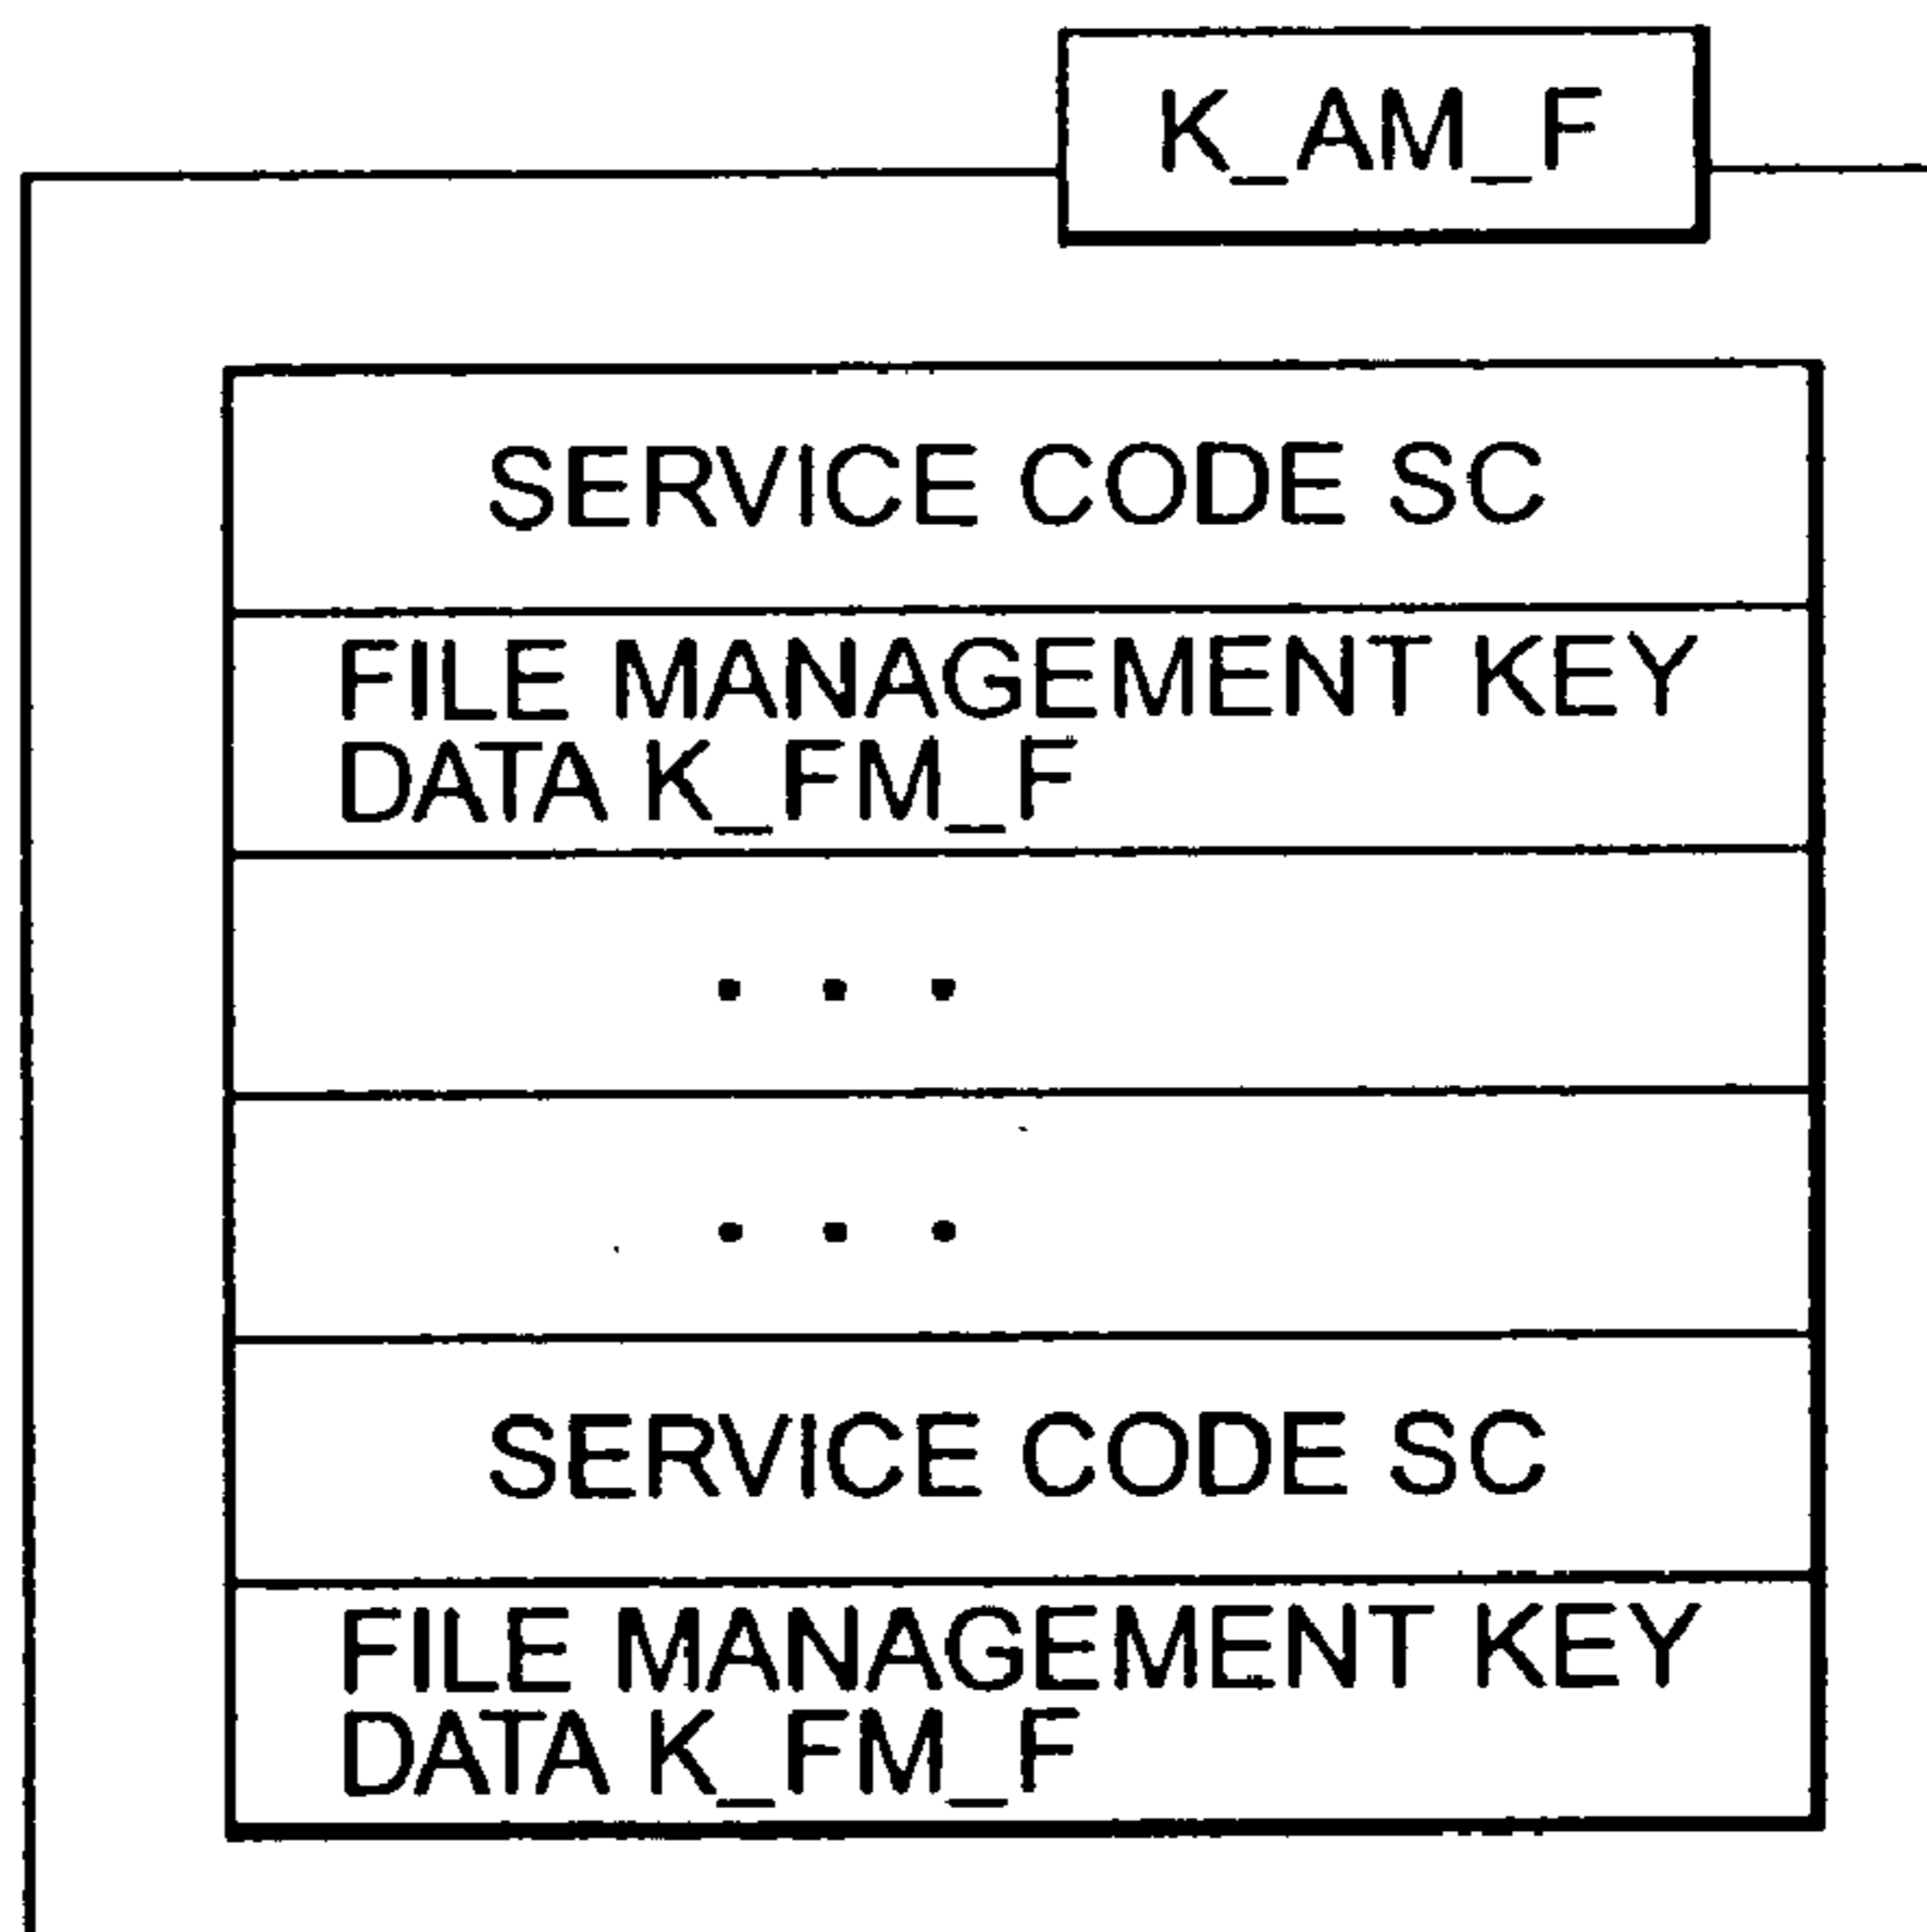 K_AM_F
SERVICE CODE SC
FILE MANAGEMENT KEY
DATA K_FM_F
• • •
• • •
SERVICE CODE SC
FILE MANAGEMENT KEY
DATA K_FM_F